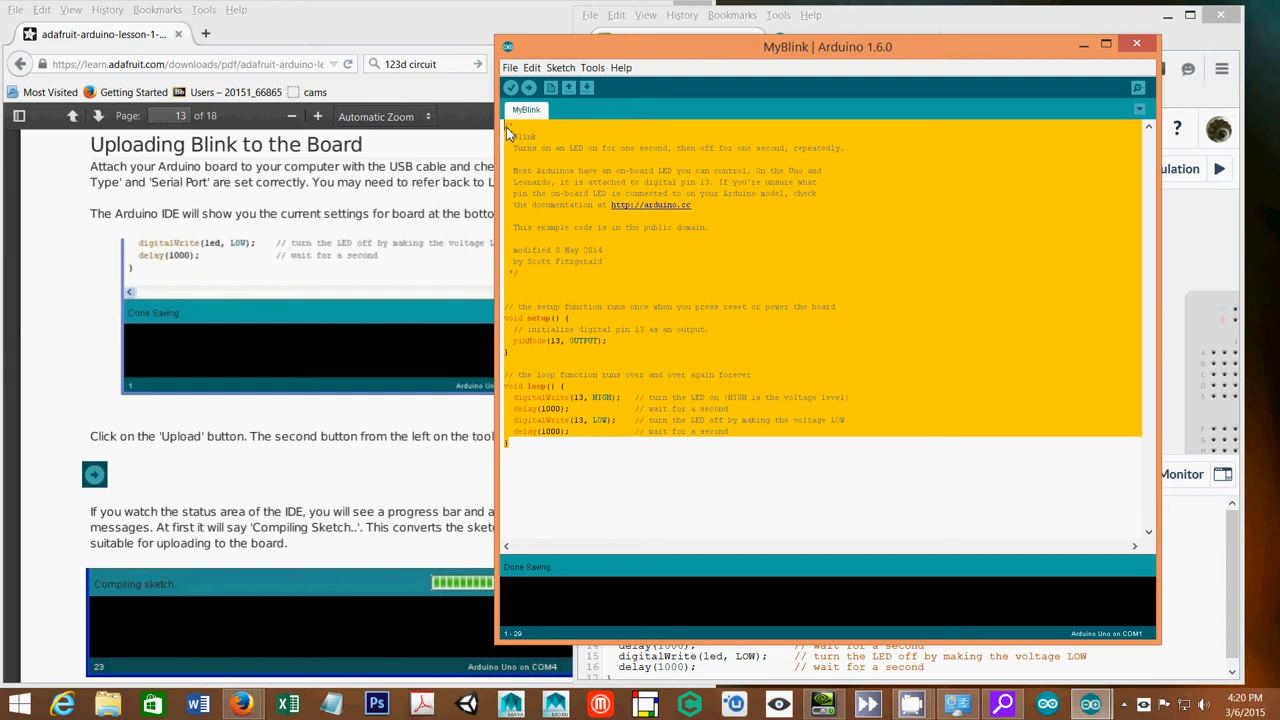 File Edit View History Bookmarks Tools Help
adafruit-arduino-lesson-1-...
https://learn.adafruit.com/downloads/pdf/adafruit-arduino-lesson-
123d circuit
Most Visited Getting Started Users - 20151_66865 cams
Page: 13 of 18 Automatic Zoom
Uploading Blink to the Board
Attach your Arduino board to your computer with the USB cable and che
Type' and 'Serial Port' are set correctly. You may need to refer back to L
The Arduino IDE will show you the current settings for board at the bottom
digitalWrite(led, LOW); // turn the LED off by making the voltage L
delay(1000); // wait for a second
}
Done Saving.
1 Arduino Un
Click on the 'Upload' button. The second button from the left on the tool
If you watch the status area of the IDE, you will see a progress bar and a
messages. At first it will say 'Compiling Sketch..'. This converts the sket
suitable for uploading to the board.
Compiling sketch..
23 Arduino Uno on COM4
File Edit View History Bookmarks Tools Help
MyBlink | Arduino 1.6.0
File Edit Sketch Tools Help
MyBlink
/*
Blink
Turns on an LED on for one second, then off for one second, repeatedly.
Most Arduinos have an on-board LED you can control. On the Uno and
Leonardo, it is attached to digital pin 13. If you're unsure what
pin the on-board LED is connected to on your Arduino model, check
the documentation at http://arduino.cc
This example code is in the public domain.
modified 8 May 2014
by Scott Fitzgerald
*/
// the setup function runs once when you press reset or power the board
void setup() {
// initialize digital pin 13 as an output.
pinMode(13, OUTPUT);
}
// the loop function runs over and over again forever
void loop() {
digitalWrite(13, HIGH); // turn the LED on (HIGH is the voltage level)
delay(1000); // wait for a second
digitalWrite(13, LOW); // turn the LED off by making the voltage LOW
delay(1000); // wait for a second
}
Done Saving.
1 - 29 Arduino Uno on COM1
?
ulation
A
B
C
D
E
F
G
H
Monitor
14 delay(1000); // wait for a second
15 digitalWrite(led, LOW); // turn the LED off by making the voltage LOW
16 delay(1000); // wait for a second
}
MAYA
MODU
4:20 PM
3/6/2015